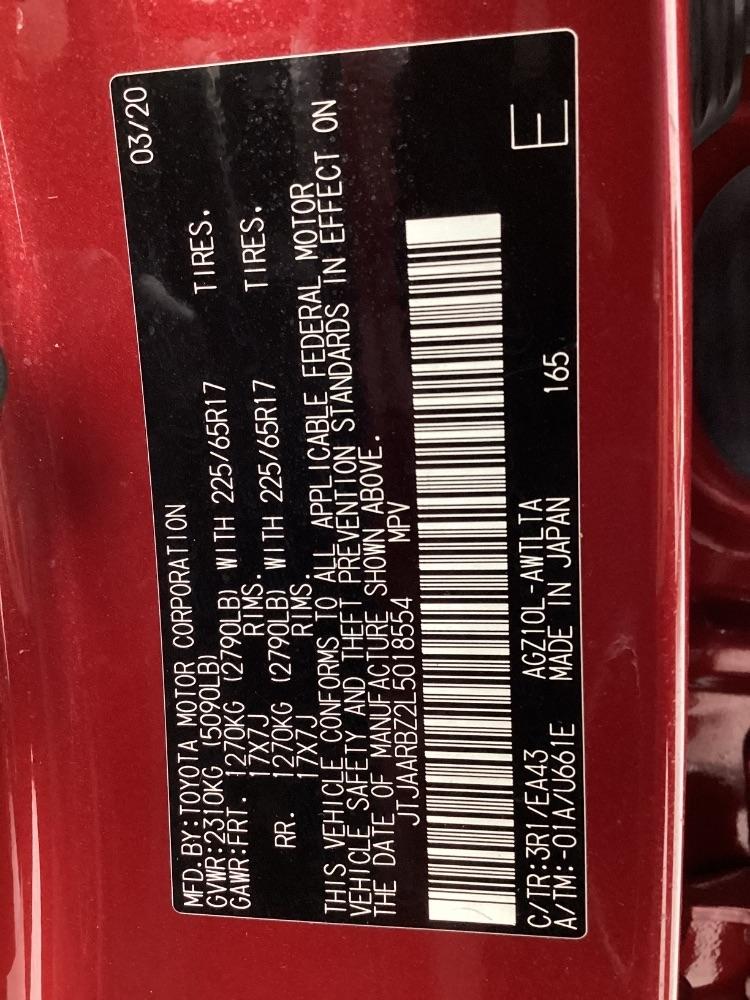 MFD.BY:TOYOTA MOTOR CORPORATION 03/20
GVWR:2310KG (5090LB)
GAWR:FRT. 1270KG (2790LB) WITH 225/65R17 TIRES.
17X7J RIMS.
RR. 1270KG (2790LB) WITH 225/65R17 TIRES.
17X7J RIMS.
THIS VEHICLE CONFORMS TO ALL APPLICABLE FEDERAL MOTOR
VEHICLE SAFETY AND THEFT PREVENTION STANDARDS IN EFFECT ON
THE DATE OF MANUFACTURE SHOWN ABOVE.
JTJAARBZ2L5018554 MPV
C/TR:3R1/EA43 AGZ10L-AWTLTA E
A/TM:-01A/U661E MADE IN JAPAN 165